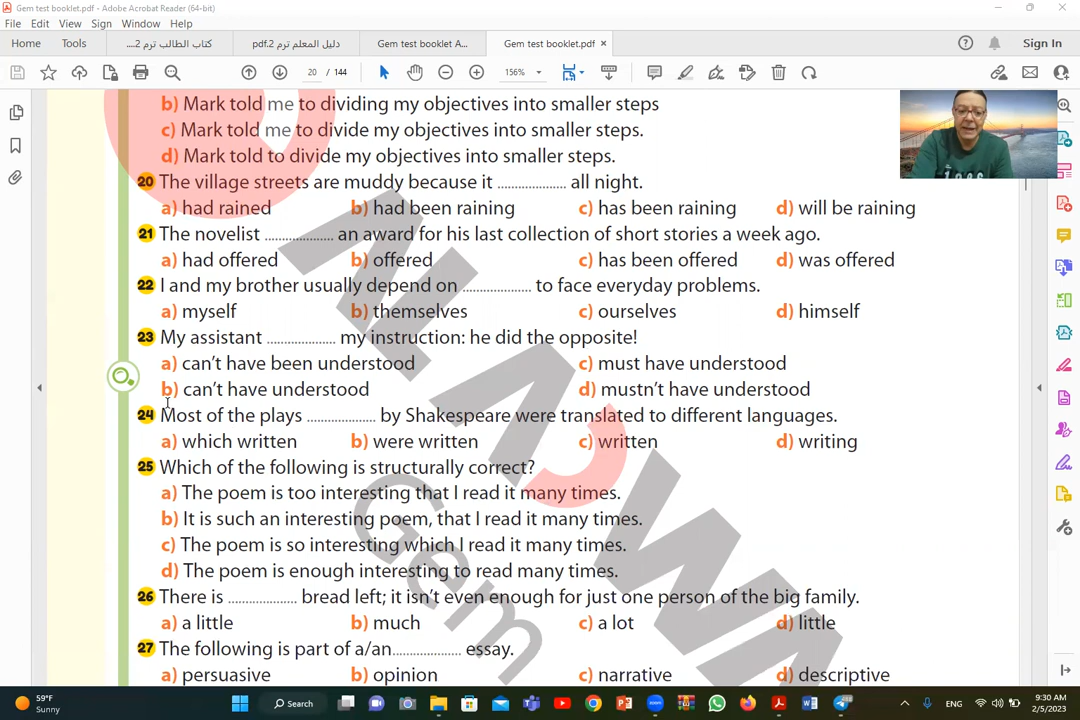 Gem test booklet.pdf - Adobe Acrobat Reader (64-bit)
File Edit View Sign Window Help
Home Tools كتاب الطالب ترم 2.... دليل المعلم ترم 2.pdf Gem test booklet A... Gem test booklet.pdf × Sign In
20 / 144 156%
b) Mark told me to dividing my objectives into smaller steps
c) Mark told me to divide my objectives into smaller steps.
d) Mark told to divide my objectives into smaller steps.
20 The village streets are muddy because it ................... all night.
a) had rained b) had been raining c) has been raining d) will be raining
21 The novelist ................... an award for his last collection of short stories a week ago.
a) had offered b) offered c) has been offered d) was offered
22 I and my brother usually depend on ................... to face everyday problems.
a) myself b) themselves c) ourselves d) himself
23 My assistant ................... my instruction: he did the opposite!
a) can't have been understood c) must have understood
b) can't have understood d) mustn't have understood
24 Most of the plays ................... by Shakespeare were translated to different languages.
a) which written b) were written c) written d) writing
25 Which of the following is structurally correct?
a) The poem is too interesting that I read it many times.
b) It is such an interesting poem, that I read it many times.
c) The poem is so interesting which I read it many times.
d) The poem is enough interesting to read many times.
26 There is ................... bread left; it isn't even enough for just one person of the big family.
a) a little b) much c) a lot d) little
27 The following is part of a/an................... essay.
a) persuasive b) opinion c) narrative d) descriptive
ALADWAA
Gem
59°F
Sunny
Search
ENG
9:30 AM
2/5/2023